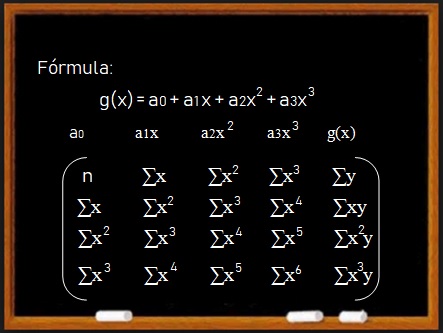 Fórmula:
g(x) = a0 + a1x + a2x² + a3x³
a0 a1x a2x² a3x³ g(x)
n ∑x ∑x² ∑x³ ∑y
∑x ∑x² ∑x³ ∑x⁴ ∑xy
∑x² ∑x³ ∑x⁴ ∑x⁵ ∑x²y
∑x³ ∑x⁴ ∑x⁵ ∑x⁶ ∑x³y